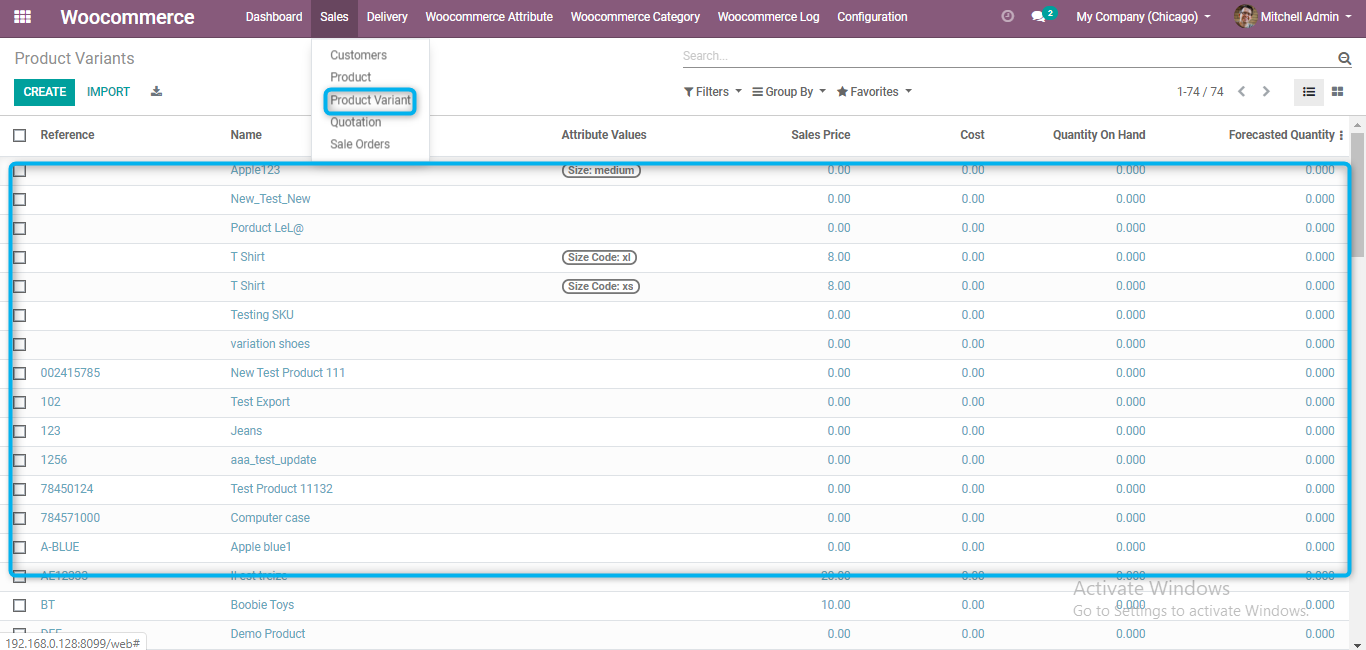 Woocommerce Dashboard Sales Delivery Woocommerce Attribute Woocommerce Category Woocommerce Log Configuration 2 My Company (Chicago) Mitchell Admin
Product Variants Search...
CREATE IMPORT Filters Group By Favorites 1-74 / 74
Customers
Product
Product Variant
Quotation
Sale Orders
Reference Name Attribute Values Sales Price Cost Quantity On Hand Forecasted Quantity
Apple123 Size: medium 0.00 0.00 0.000 0.000
New_Test_New 0.00 0.00 0.000 0.000
Porduct LeL@ 0.00 0.00 0.000 0.000
T Shirt Size Code: xl 8.00 0.00 0.000 0.000
T Shirt Size Code: xs 8.00 0.00 0.000 0.000
Testing SKU 0.00 0.00 0.000 0.000
variation shoes 0.00 0.00 0.000 0.000
002415785 New Test Product 111 0.00 0.00 0.000 0.000
102 Test Export 0.00 0.00 0.000 0.000
123 Jeans 0.00 0.00 0.000 0.000
1256 aaa_test_update 0.00 0.00 0.000 0.000
78450124 Test Product 11132 0.00 0.00 0.000 0.000
784571000 Computer case 0.00 0.00 0.000 0.000
A-BLUE Apple blue1 0.00 0.00 0.000 0.000
20.00 0.00 0.000 0.000
BT Boobie Toys 10.00 0.00 0.000 0.000
Demo Product 0.00 0.00 0.000 0.000
Activate Windows
Go to Settings to activate Windows.
192.168.0.128:8099/web#